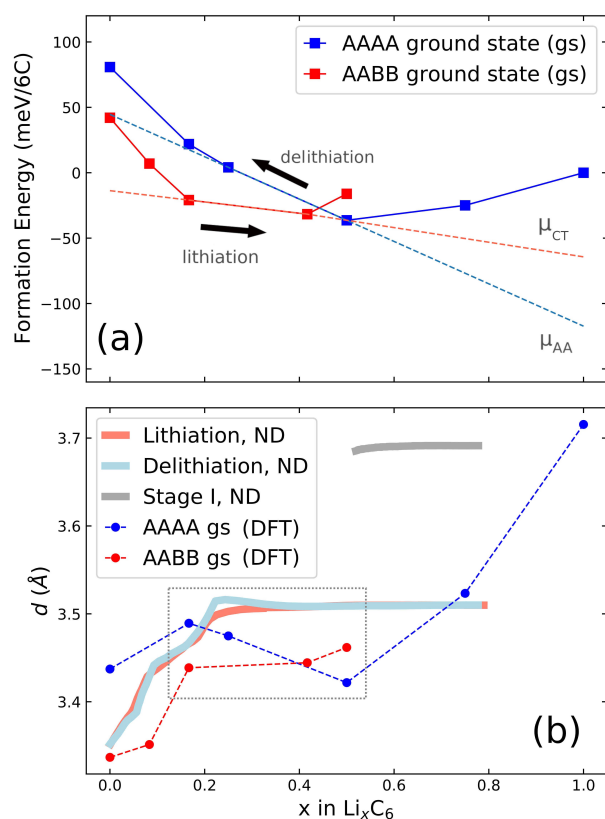 AAAA ground state (gs)
AABB ground state (gs)
Formation Energy (meV/6C)
100
50
0
−50
−100
−150
delithiation
lithiation
μCT
μAA
(a)
Lithiation, ND
Delithiation, ND
Stage I, ND
AAAA gs (DFT)
AABB gs (DFT)
d (Å)
3.7
3.6
3.5
3.4
(b)
0.0 0.2 0.4 0.6 0.8 1.0
x in LixC6